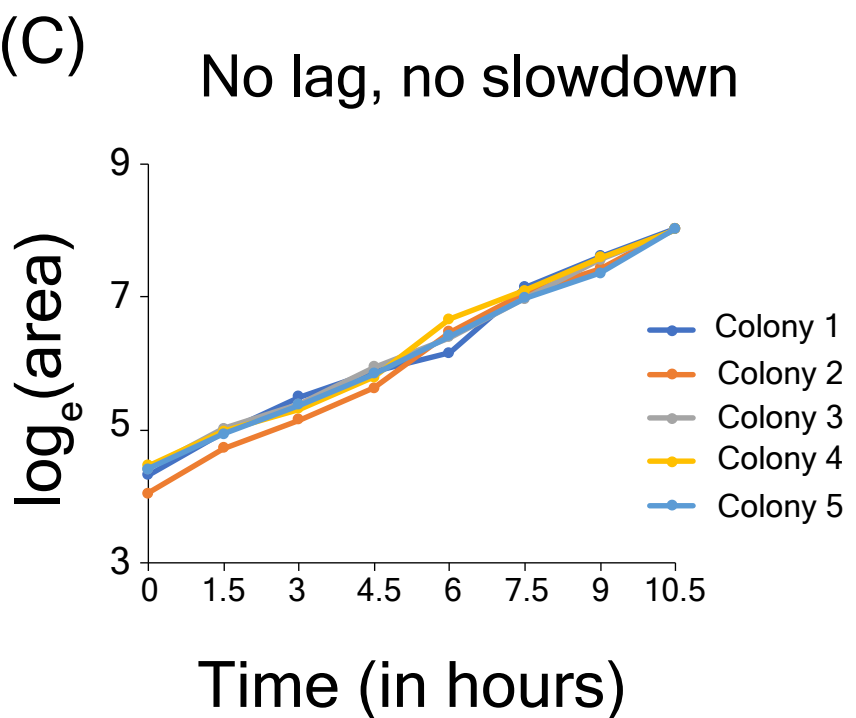 (C)
No lag, no slowdown
9
7
5
3
logₑ(area)
0 1.5 3 4.5 6 7.5 9 10.5
Time (in hours)
Colony 1
Colony 2
Colony 3
Colony 4
Colony 5